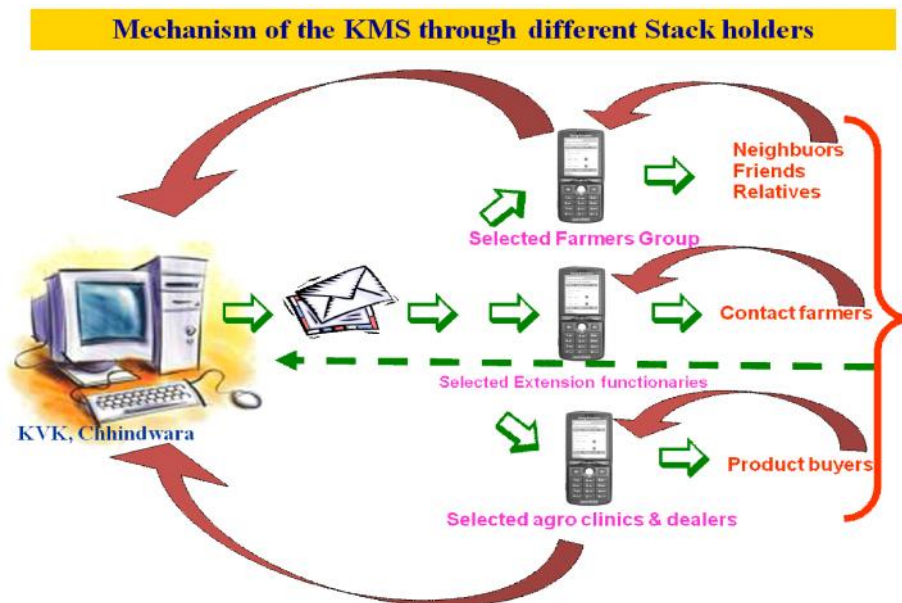 Mechanism of the KMS through different Stack holders
Neighbuors
Friends
Relatives
Selected Farmers Group
Contact farmers
Selected Extension functionaries
KVK, Chhindwara
Product buyers
Selected agro clinics & dealers